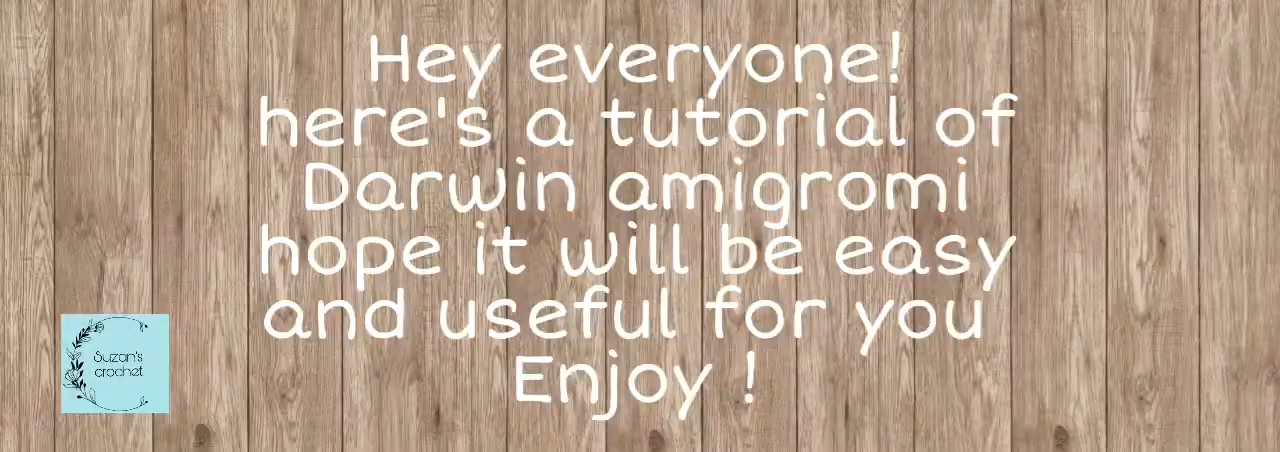 Hey everyone!
here's a tutorial of
Darwin amigromi
hope it will be easy
and useful for you
Enjoy !
Suzan's
crochet